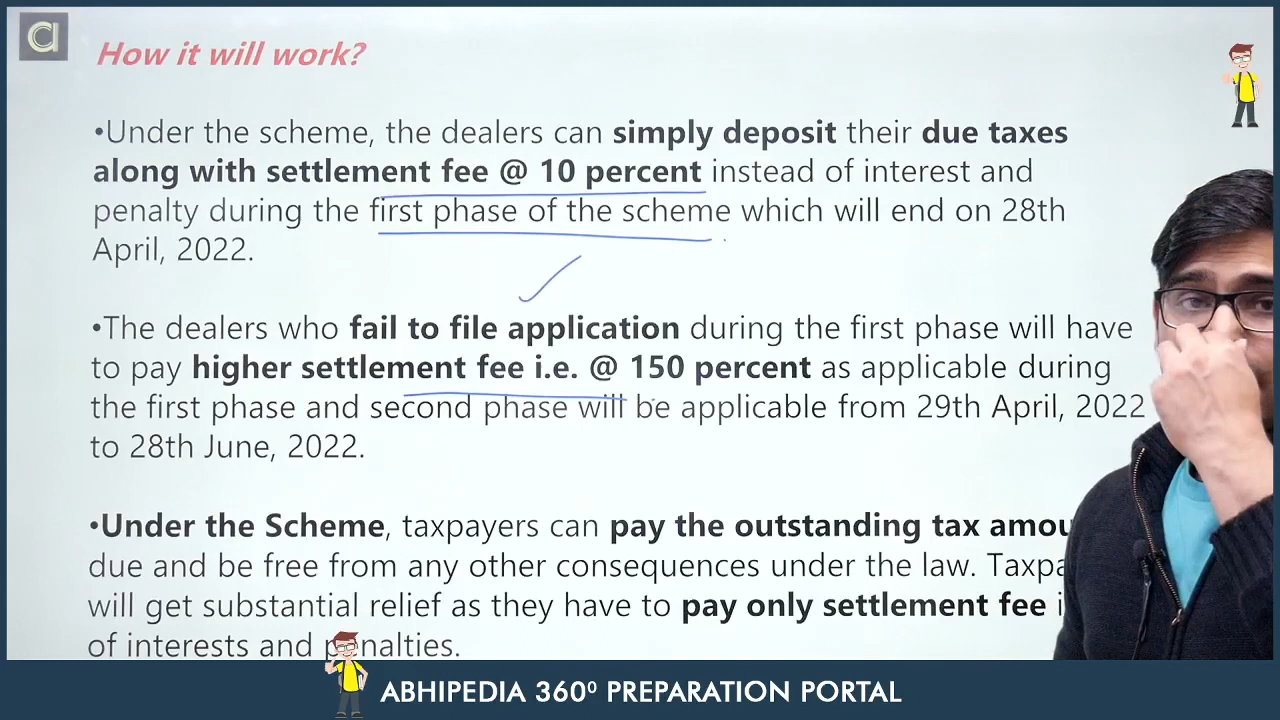 a
How it will work?
•Under the scheme, the dealers can simply deposit their due taxes
along with settlement fee @ 10 percent instead of interest and
penalty during the first phase of the scheme which will end on 28th
April, 2022.
•The dealers who fail to file application during the first phase will have
to pay higher settlement fee i.e. @ 150 percent as applicable during
the first phase and second phase will be applicable from 29th April, 2022
to 28th June, 2022.
•Under the Scheme, taxpayers can pay the outstanding tax
due and be free from any other consequences under the law.
will get substantial relief as they have to pay only settlement fee
of interests and penalties.
ABHIPEDIA 360⁰ PREPARATION PORTAL